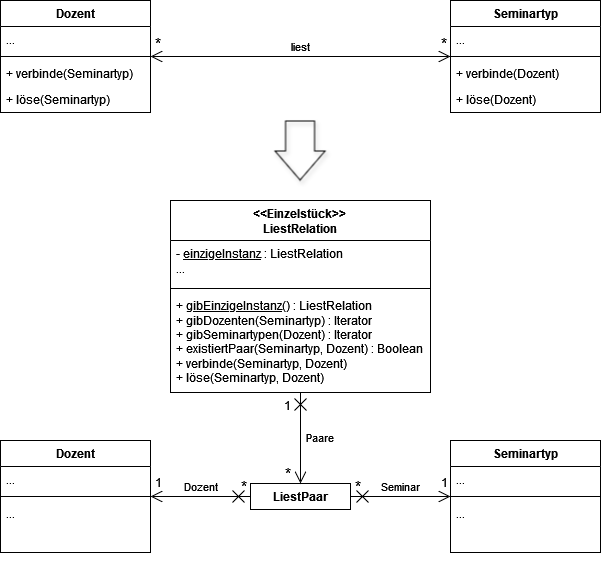 Dozent
...
+ verbinde(Seminartyp)
+ löse(Seminartyp)
*
liest
*
Seminartyp
...
+ verbinde(Dozent)
+ löse(Dozent)
<<Einzelstück>>
LiestRelation
- einzigeInstanz : LiestRelation
...
+ gibEinzigeInstanz() : LiestRelation
+ gibDozenten(Seminartyp) : Iterator
+ gibSeminartypen(Dozent) : Iterator
+ existiertPaar(Seminartyp, Dozent) : Boolean
+ verbinde(Seminartyp, Dozent)
+ löse(Seminartyp, Dozent)
1
Paare
*
Dozent
...
...
1
Dozent
*
LiestPaar
*
Seminar
1
Seminartyp
...
...